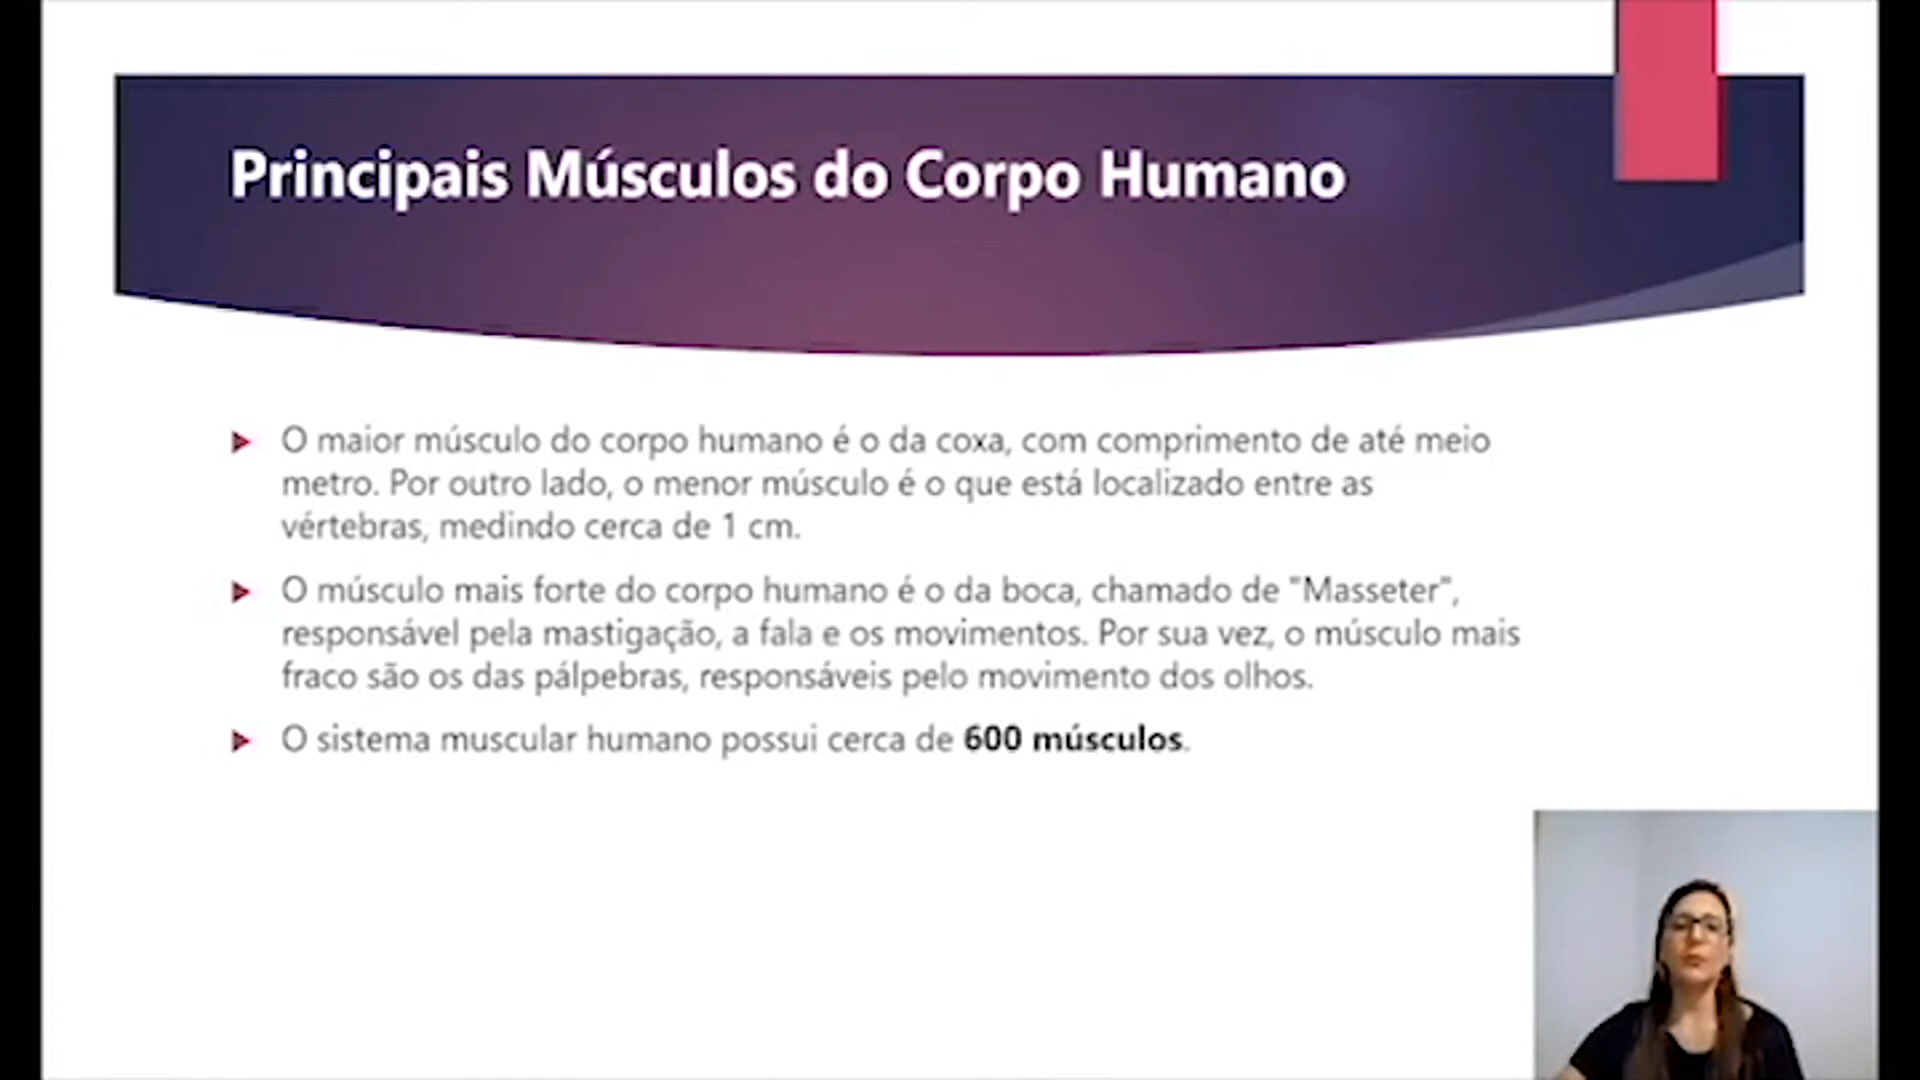 Principais Músculos do Corpo Humano
O maior músculo do corpo humano é o da coxa, com comprimento de até meio
metro. Por outro lado, o menor músculo é o que está localizado entre as
vértebras, medindo cerca de 1 cm.
O músculo mais forte do corpo humano é o da boca, chamado de "Masseter",
responsável pela mastigação, a fala e os movimentos. Por sua vez, o músculo mais
fraco são os das pálpebras, responsáveis pelo movimento dos olhos.
O sistema muscular humano possui cerca de 600 músculos.